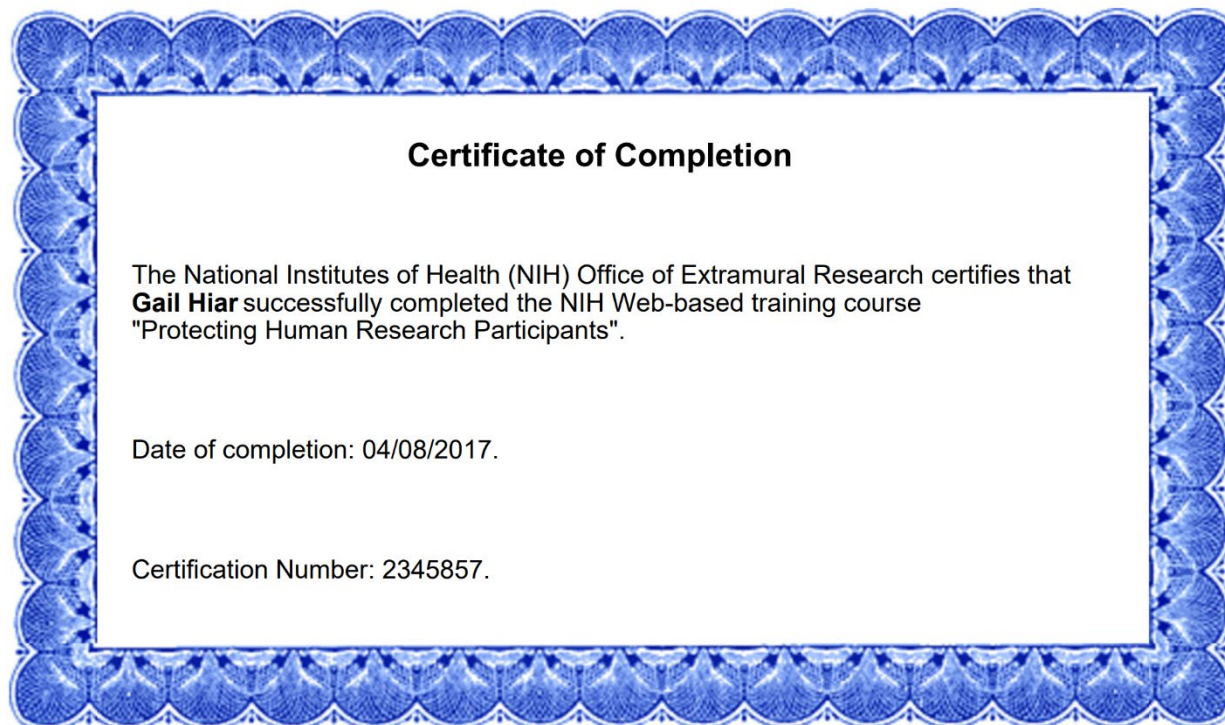 Certificate of Completion
The National Institutes of Health (NIH) Office of Extramural Research certifies that
Gail Hiar successfully completed the NIH Web-based training course
"Protecting Human Research Participants".
Date of completion: 04/08/2017.
Certification Number: 2345857.